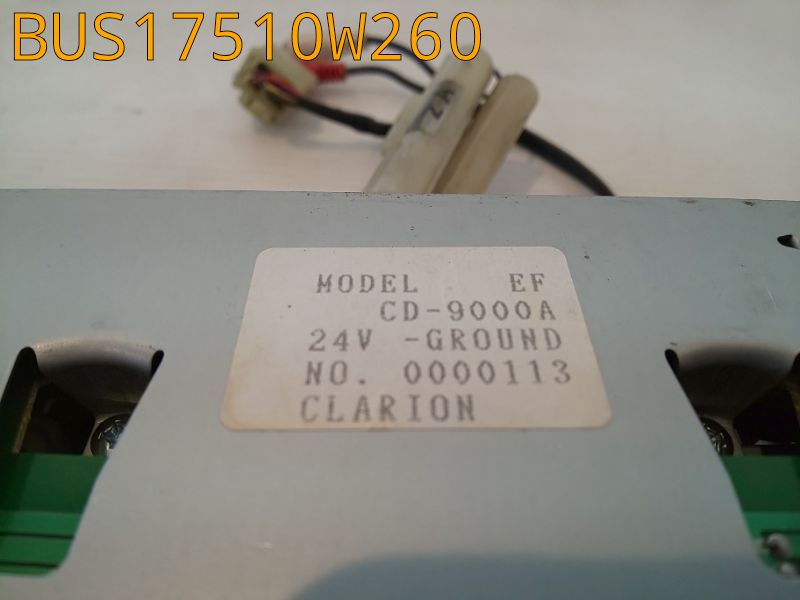 BUS17510W260
MODEL EF
CD-9000A
24V -GROUND
NO. 0000113
CLARION